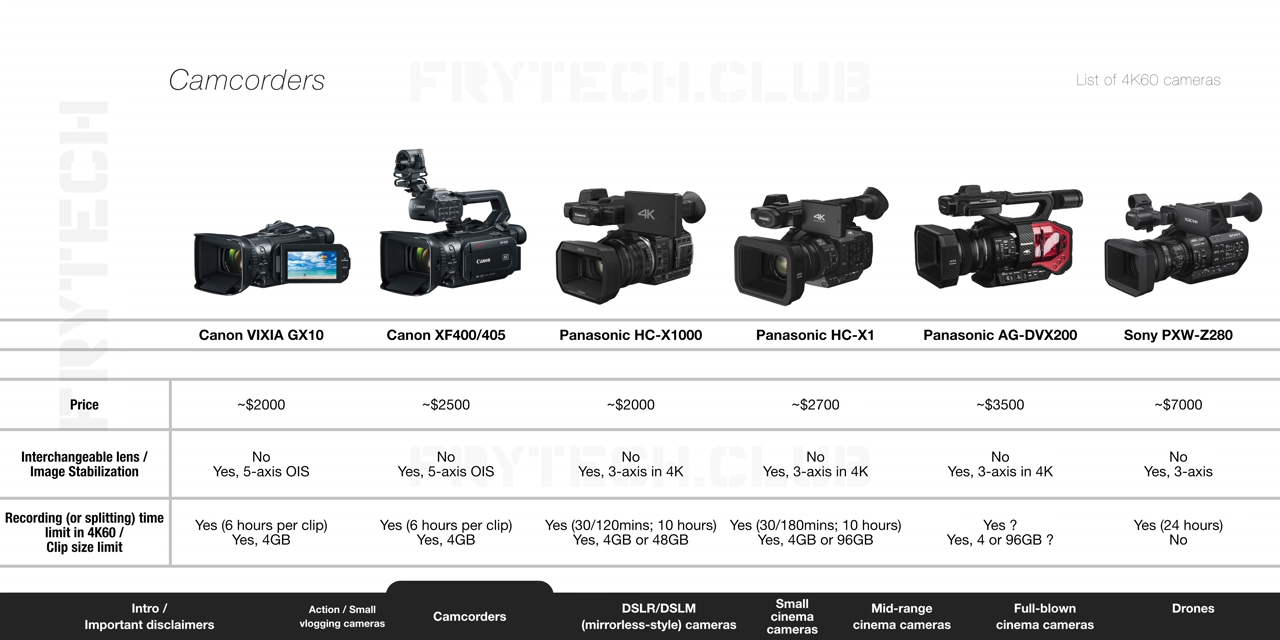 FRYTECH.CLUB
Camcorders
List of 4K60 cameras
FRYTECH
4K
4K
Canon
Canon VIXIA GX10
Canon XF400/405
Panasonic HC-X1000
Panasonic HC-X1
Panasonic AG-DVX200
Sony PXW-Z280
FRYTECH
Price
~$2000
~$2500
~$2000
~$2700
~$3500
~$7000
FRYTECH.CLUB
Interchangeable lens /
Image Stabilization
No
Yes, 5-axis OIS
No
Yes, 5-axis OIS
No
Yes, 3-axis in 4K
No
Yes, 3-axis in 4K
No
Yes, 3-axis in 4K
No
Yes, 3-axis
Recording (or splitting) time
limit in 4K60 /
Clip size limit
Yes (6 hours per clip)
Yes, 4GB
Yes (6 hours per clip)
Yes, 4GB
Yes (30/120mins; 10 hours)
Yes, 4GB or 48GB
Yes (30/180mins; 10 hours)
Yes, 4GB or 96GB
Yes ?
Yes, 4 or 96GB ?
Yes (24 hours)
No
Intro /
Important disclaimers
Action / Small
vlogging cameras
Camcorders
DSLR/DSLM
(mirrorless-style) cameras
Small
cinema
cameras
Mid-range
cinema cameras
Full-blown
cinema cameras
Drones